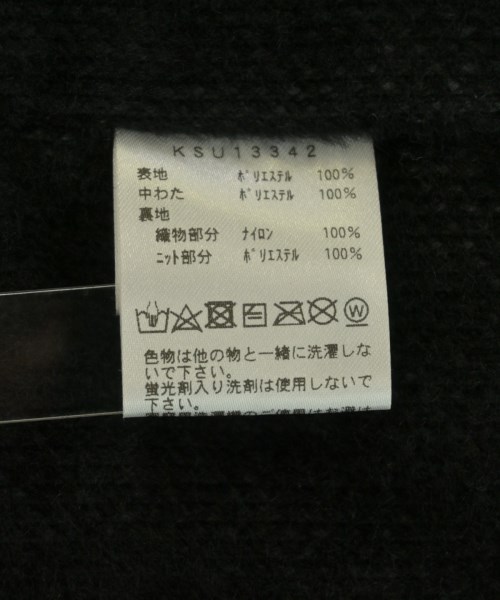 KSU13342
表地 ポリエステル 100%
中わた ポリエステル 100%
裏地
織物部分 ナイロン 100%
ニット部分 ポリエステル 100%
W
色物は他の物と一緒に洗濯しな
いで下さい。
蛍光剤入り洗剤は使用しないで
下さい。